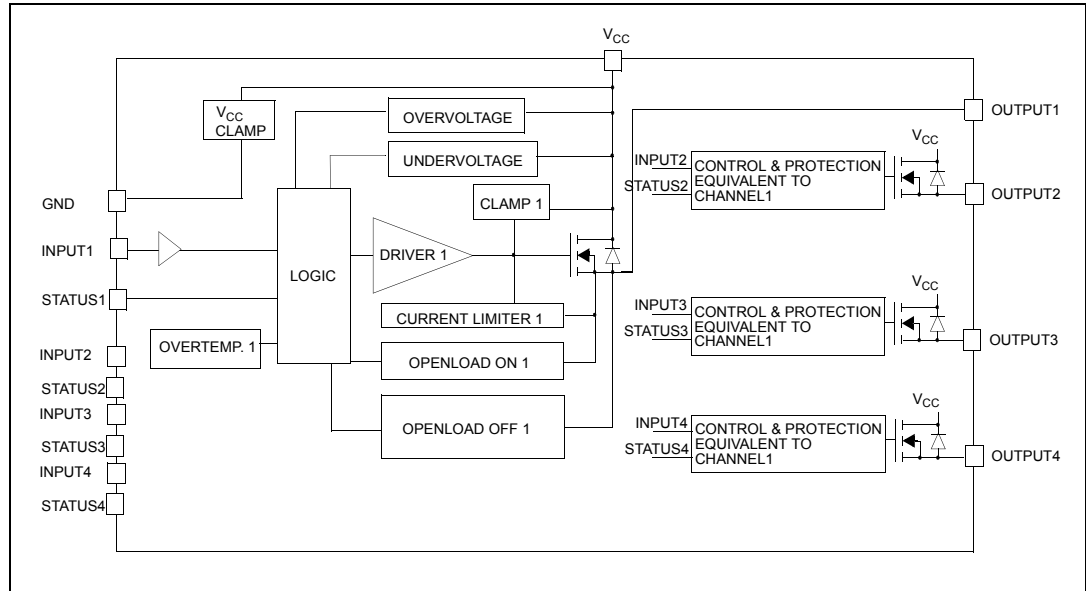 VCC
VCC
CLAMP
OVERVOLTAGE
UNDERVOLTAGE
CLAMP 1
DRIVER 1
LOGIC
CURRENT LIMITER 1
OPENLOAD ON 1
OPENLOAD OFF 1
OVERTEMP. 1
GND
INPUT1
STATUS1
INPUT2
STATUS2
INPUT3
STATUS3
INPUT4
STATUS4
OUTPUT1
INPUT2
STATUS2
CONTROL & PROTECTION
EQUIVALENT TO
CHANNEL1
VCC
OUTPUT2
INPUT3
STATUS3
CONTROL & PROTECTION
EQUIVALENT TO
CHANNEL1
VCC
OUTPUT3
INPUT4
STATUS4
CONTROL & PROTECTION
EQUIVALENT TO
CHANNEL1
VCC
OUTPUT4